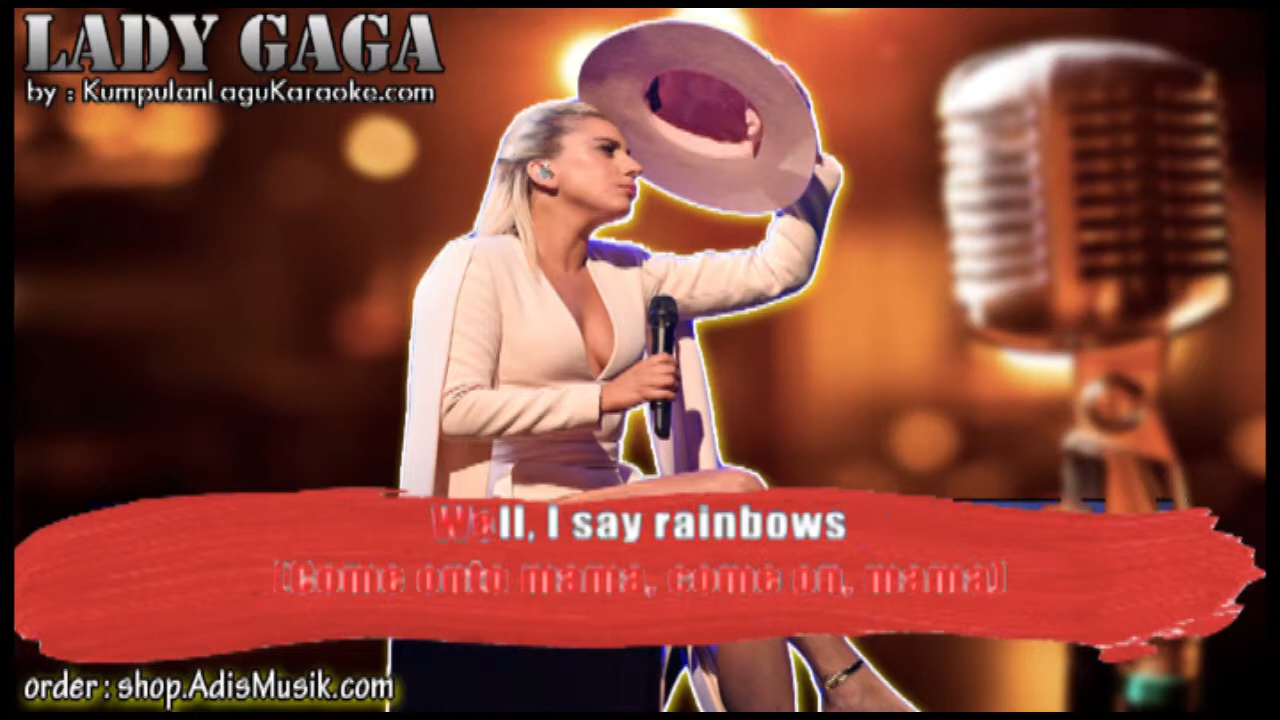 LADY GAGA
by : KumpulanLaguKaraoke.com
Well, I say rainbows
(Come onto mama, come on, mama)
order : shop.AdisMusik.com